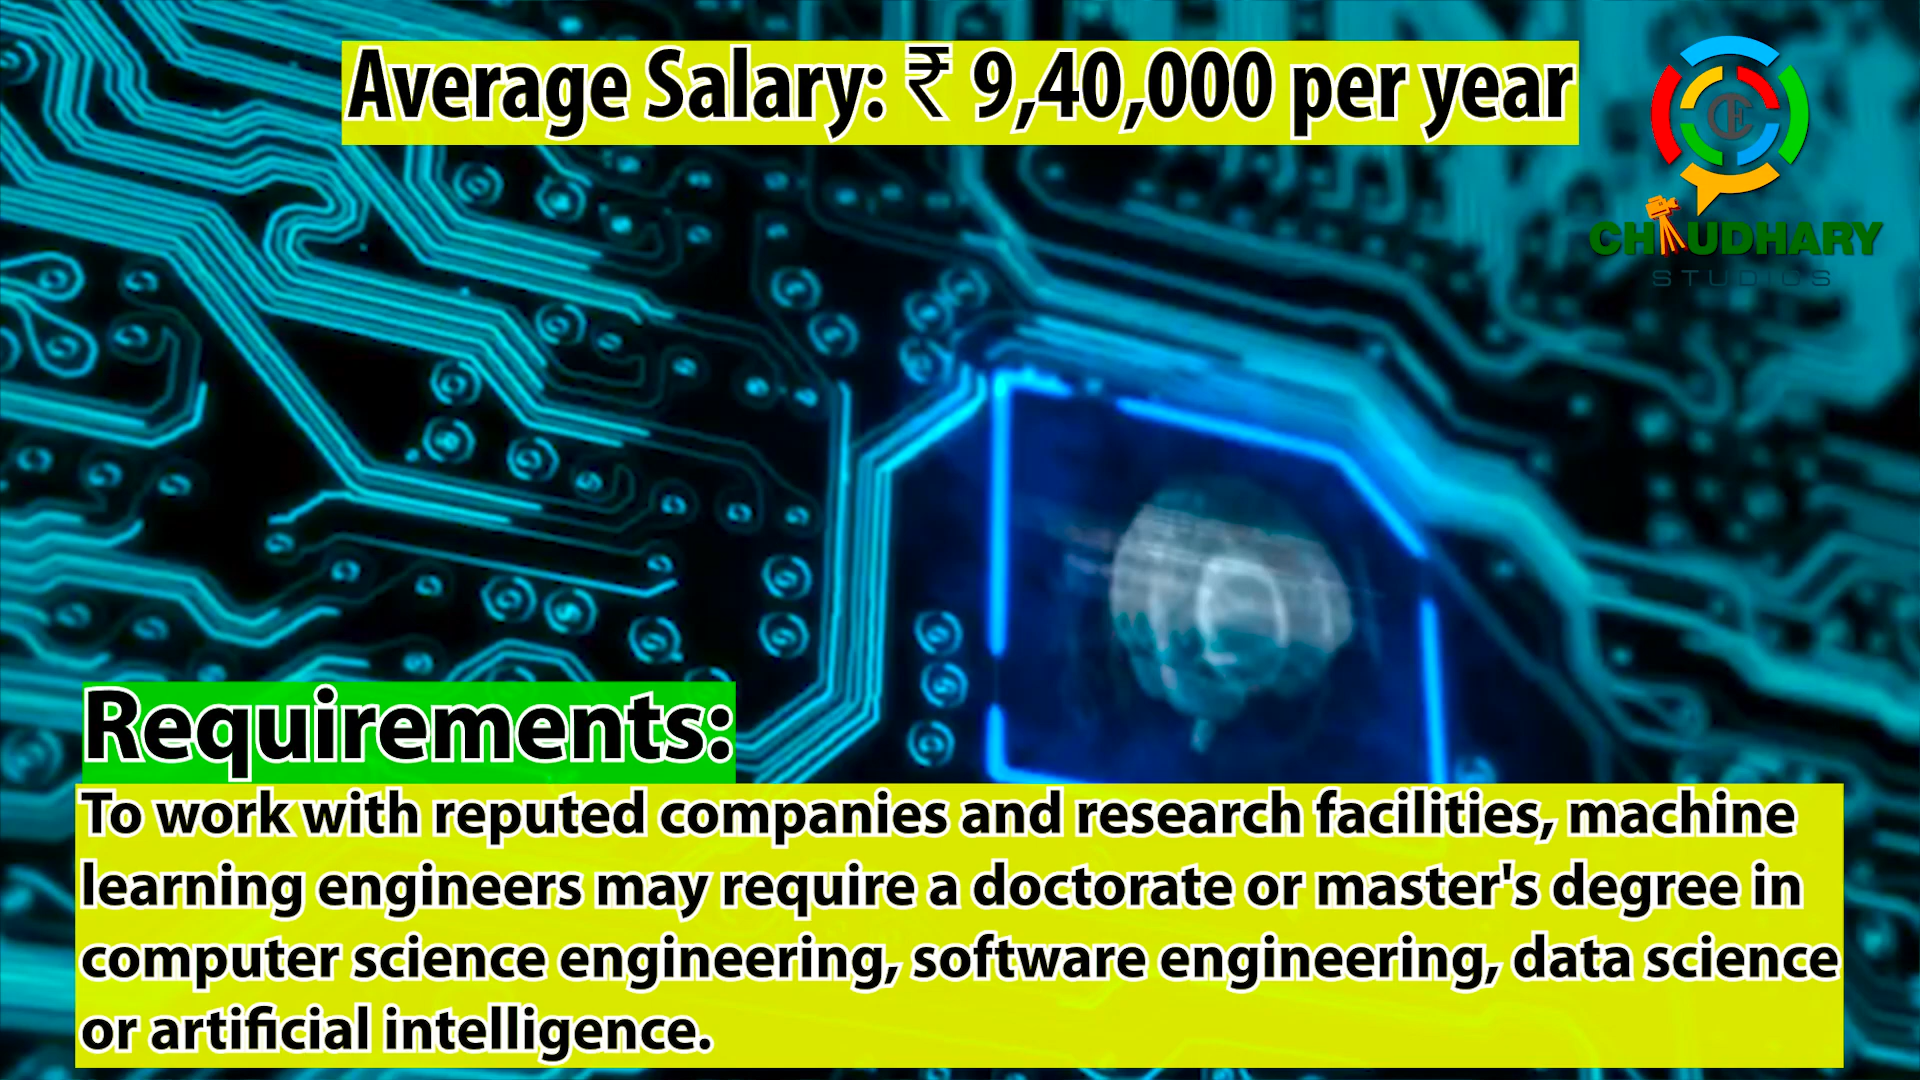 Average Salary: ₹ 9,40,000 per year
CHAUDHARY
STUDIOS
Requirements:
To work with reputed companies and research facilities, machine
learning engineers may require a doctorate or master's degree in
computer science engineering, software engineering, data science
or artificial intelligence.